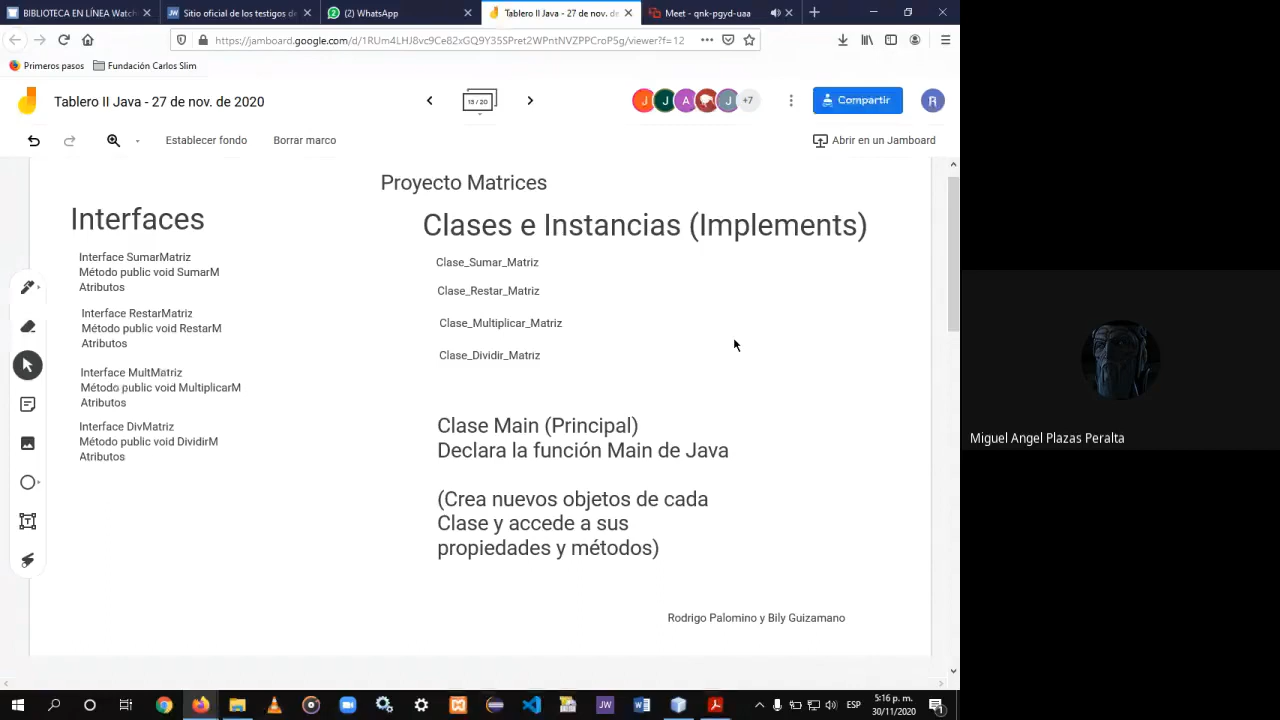 BIBLIOTECA EN LÍNEA Watch
Sitio oficial de los testigos de
(2) WhatsApp
Tablero II Java - 27 de nov. de
Meet - qnk-pgyd-uaa
https://jamboard.google.com/d/1RUm4LHJ8vc9Ce82xGQ9Y35SPret2WPntNVZPPCroP5g/viewer?f=12
Primeros pasos
Fundación Carlos Slim
Tablero II Java - 27 de nov. de 2020
13 / 20
J
J
A
J
+7
Compartir
R
Establecer fondo
Borrar marco
Abrir en un Jamboard
Proyecto Matrices
Interfaces
Interface SumarMatriz
Método public void SumarM
Atributos
Interface RestarMatriz
Método public void RestarM
Atributos
Interface MultMatriz
Método public void MultiplicarM
Atributos
Interface DivMatriz
Método public void DividirM
Atributos
Clases e Instancias (Implements)
Clase_Sumar_Matriz
Clase_Restar_Matriz
Clase_Multiplicar_Matriz
Clase_Dividir_Matriz
Clase Main (Principal)
Declara la función Main de Java
(Crea nuevos objetos de cada
Clase y accede a sus
propiedades y métodos)
Rodrigo Palomino y Bily Guizamano
Miguel Angel Plazas Peralta
ESP
5:16 p. m.
30/11/2020